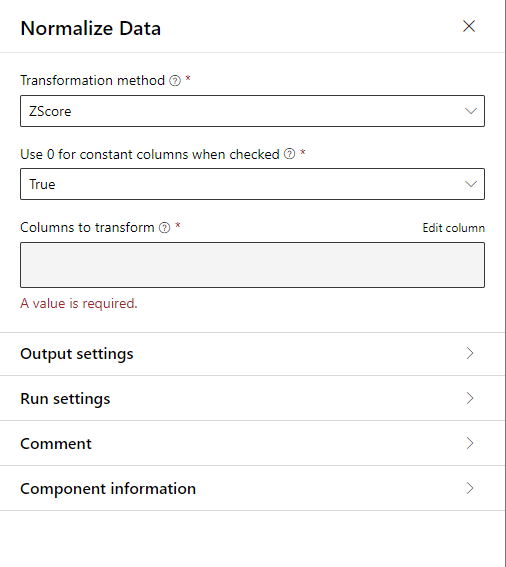 Normalize Data
Transformation method *
ZScore
Use 0 for constant columns when checked *
True
Columns to transform * Edit column
A value is required.
Output settings
Run settings
Comment
Component information